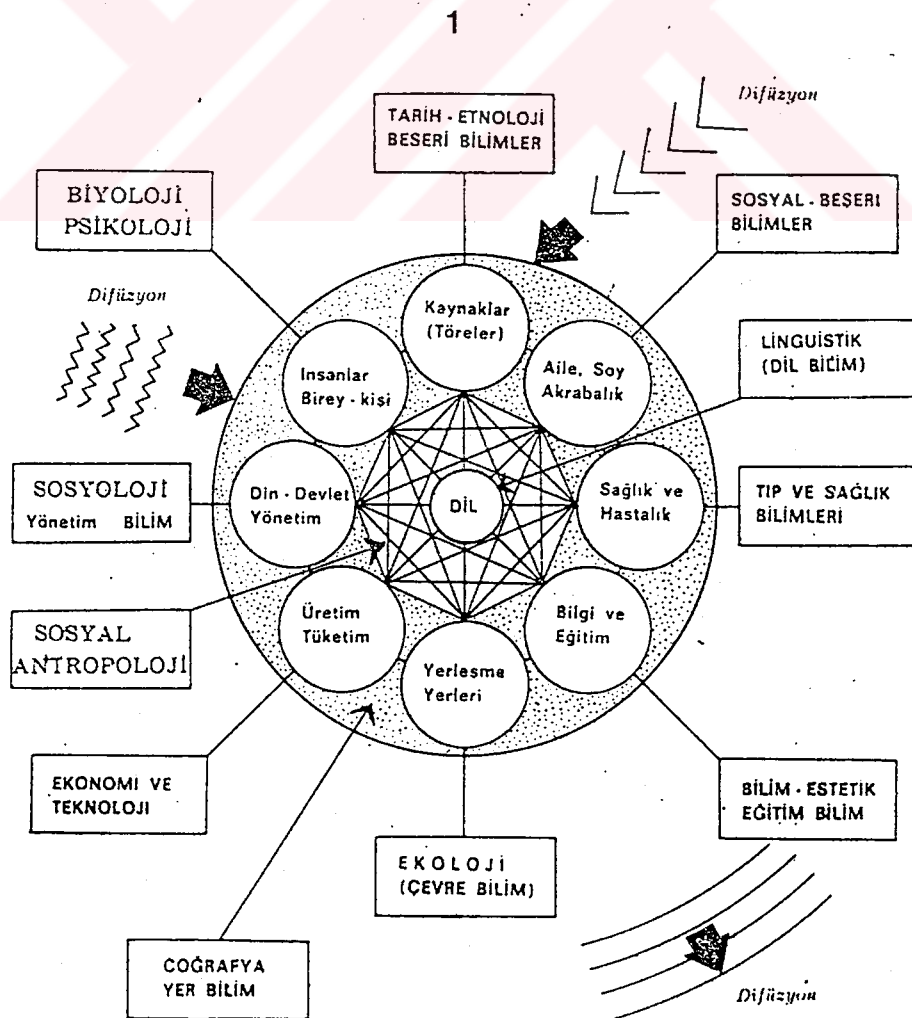 1
Difüzyon
TARİH - ETNOLOJİ
BEŞERİ BİLİMLER
BİYOLOJİ
PSİKOLOJİ
SOSYAL - BEŞERI
BİLİMLER
Difüzyon
Kaynaklar
(Töreler)
Insanlar
Birey - kişi
Aile, Soy
Akrabalık
LİNGUISTİK
(DİL BİLİM)
SOSYOLOJİ
Yönetim BİLİM
Din - Devlet
Yönetim
DİL
Sağlık ve
Hastalık
TIP VE SAĞLIK
BİLIMLERİ
SOSYAL
ANTROPOLOJİ
Üretim
Tüketim
Bilgi ve
Eğitim
Yerleşme
Yerleri
EKONOMI VE
TEKNOLOJI
BİLİM - ESTETİK
EĞİTİM BİLİM
EKOLOJİ
(ÇEVRE BİLİM)
COĞRAFYA
YER BİLİM
Difüzyon